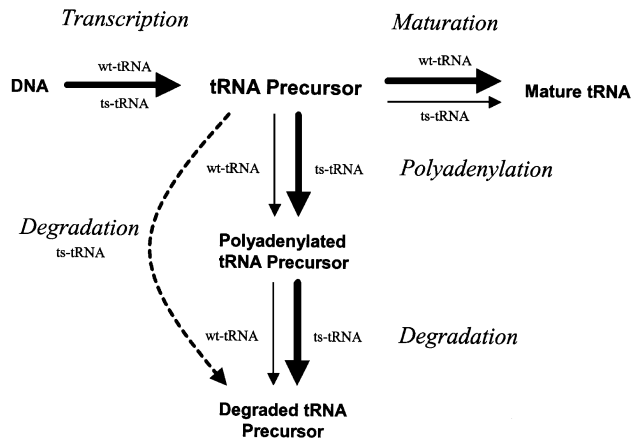 Transcription
Maturation
wt-tRNA
wt-tRNA
DNA
tRNA Precursor
Mature tRNA
ts-tRNA
ts-tRNA
wt-tRNA
ts-tRNA
Polyadenylation
Degradation
ts-tRNA
Polyadenylated
tRNA Precursor
wt-tRNA
ts-tRNA
Degradation
Degraded tRNA
Precursor